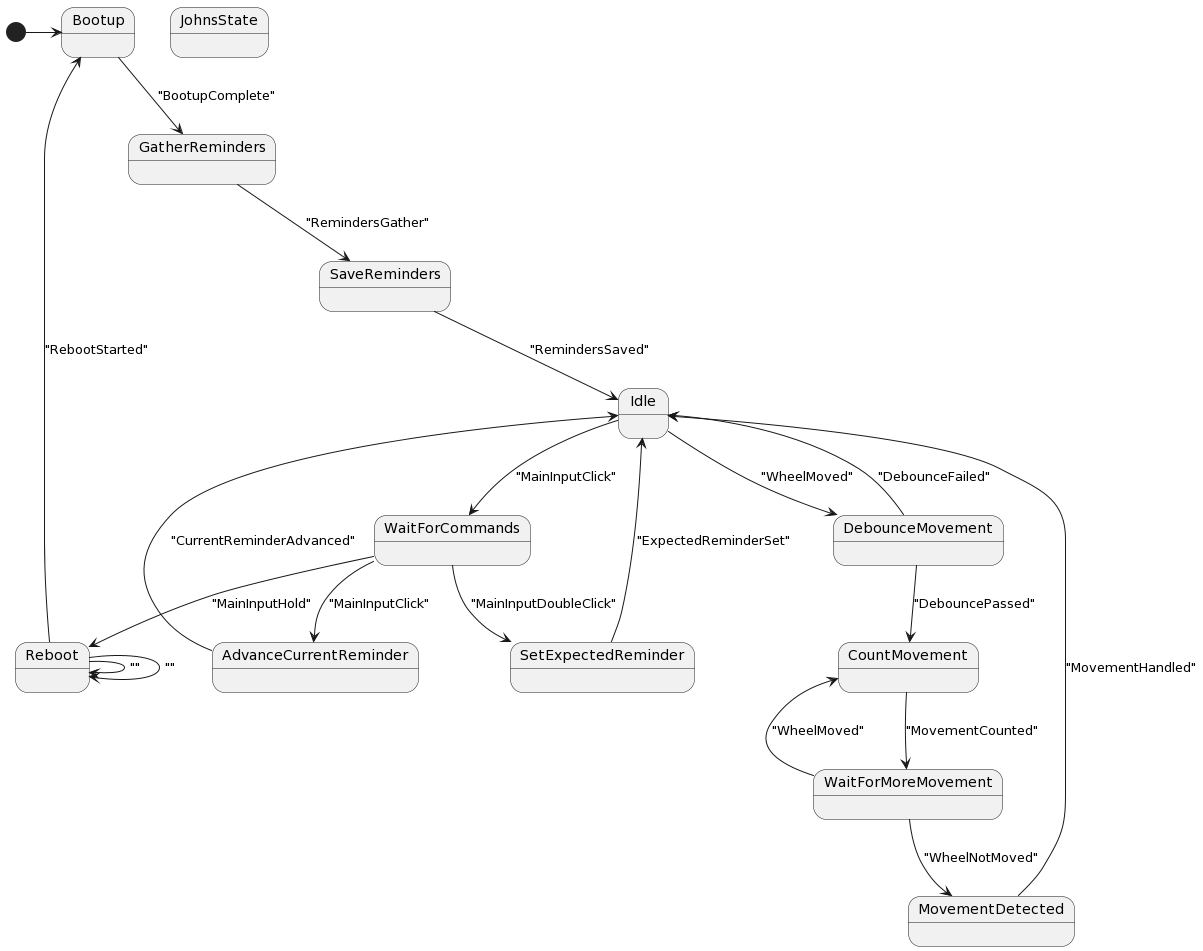 Bootup
JohnsState
"BootupComplete"
GatherReminders
"RemindersGather"
SaveReminders
"RebootStarted"
"RemindersSaved"
Idle
"MainInputClick"
"WheelMoved"
"DebounceFailed"
WaitForCommands
DebounceMovement
"CurrentReminderAdvanced"
"ExpectedReminderSet"
"MainInputHold"
"MainInputClick"
"MainInputDoubleClick"
"DebouncePassed"
Reboot
""
""
AdvanceCurrentReminder
SetExpectedReminder
CountMovement
"MovementHandled"
"WheelMoved"
"MovementCounted"
WaitForMoreMovement
"WheelNotMoved"
MovementDetected